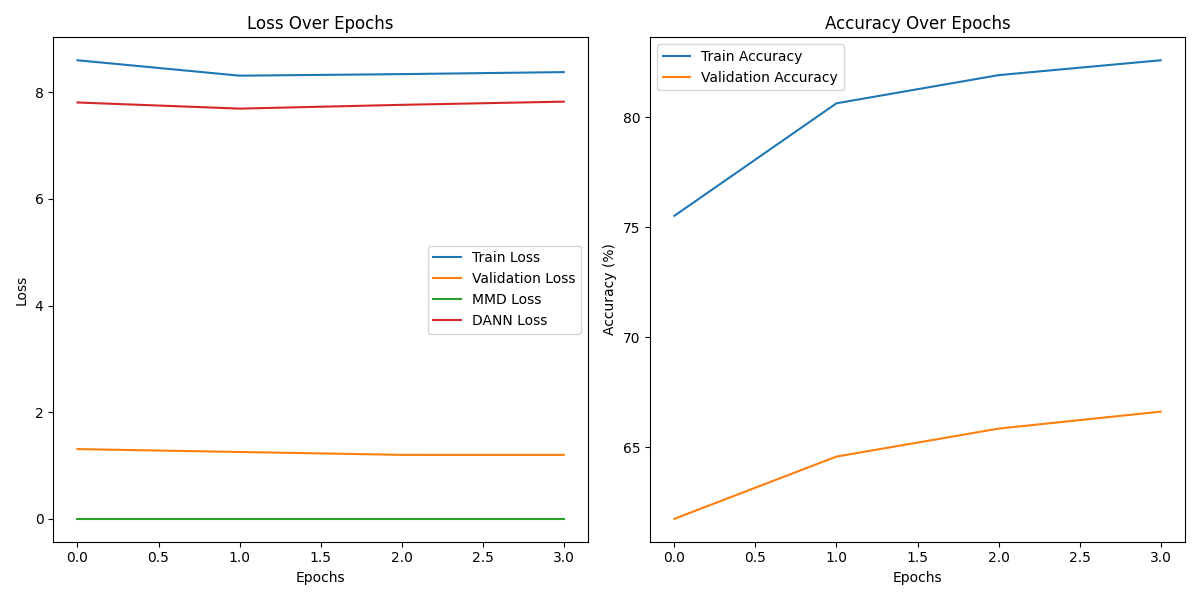 Loss Over Epochs
8
6
4
2
0
Loss
Train Loss
Validation Loss
MMD Loss
DANN Loss
0.0 0.5 1.0 1.5 2.0 2.5 3.0
Epochs
Accuracy Over Epochs
Train Accuracy
Validation Accuracy
80
75
70
65
Accuracy (%)
0.0 0.5 1.0 1.5 2.0 2.5 3.0
Epochs